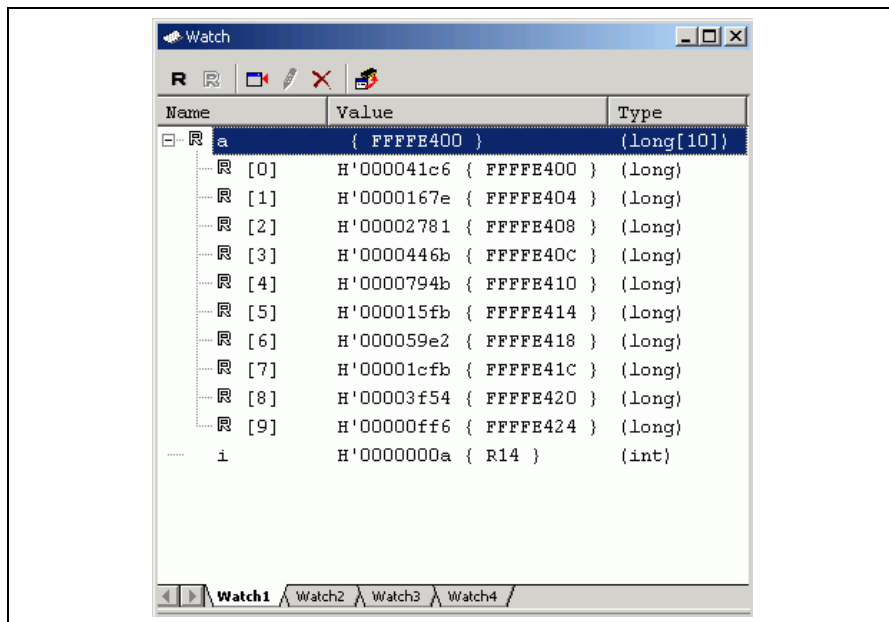 Watch
R R
Name Value Type
R a { FFFFE400 } (long[10])
R [0] H'000041c6 { FFFFE400 } (long)
R [1] H'0000167e { FFFFE404 } (long)
R [2] H'00002781 { FFFFE408 } (long)
R [3] H'0000446b { FFFFE40C } (long)
R [4] H'0000794b { FFFFE410 } (long)
R [5] H'000015fb { FFFFE414 } (long)
R [6] H'000059e2 { FFFFE418 } (long)
R [7] H'00001cfb { FFFFE41C } (long)
R [8] H'00003f54 { FFFFE420 } (long)
R [9] H'00000ff6 { FFFFE424 } (long)
i H'0000000a { R14 } (int)
Watch1 Watch2 Watch3 Watch4